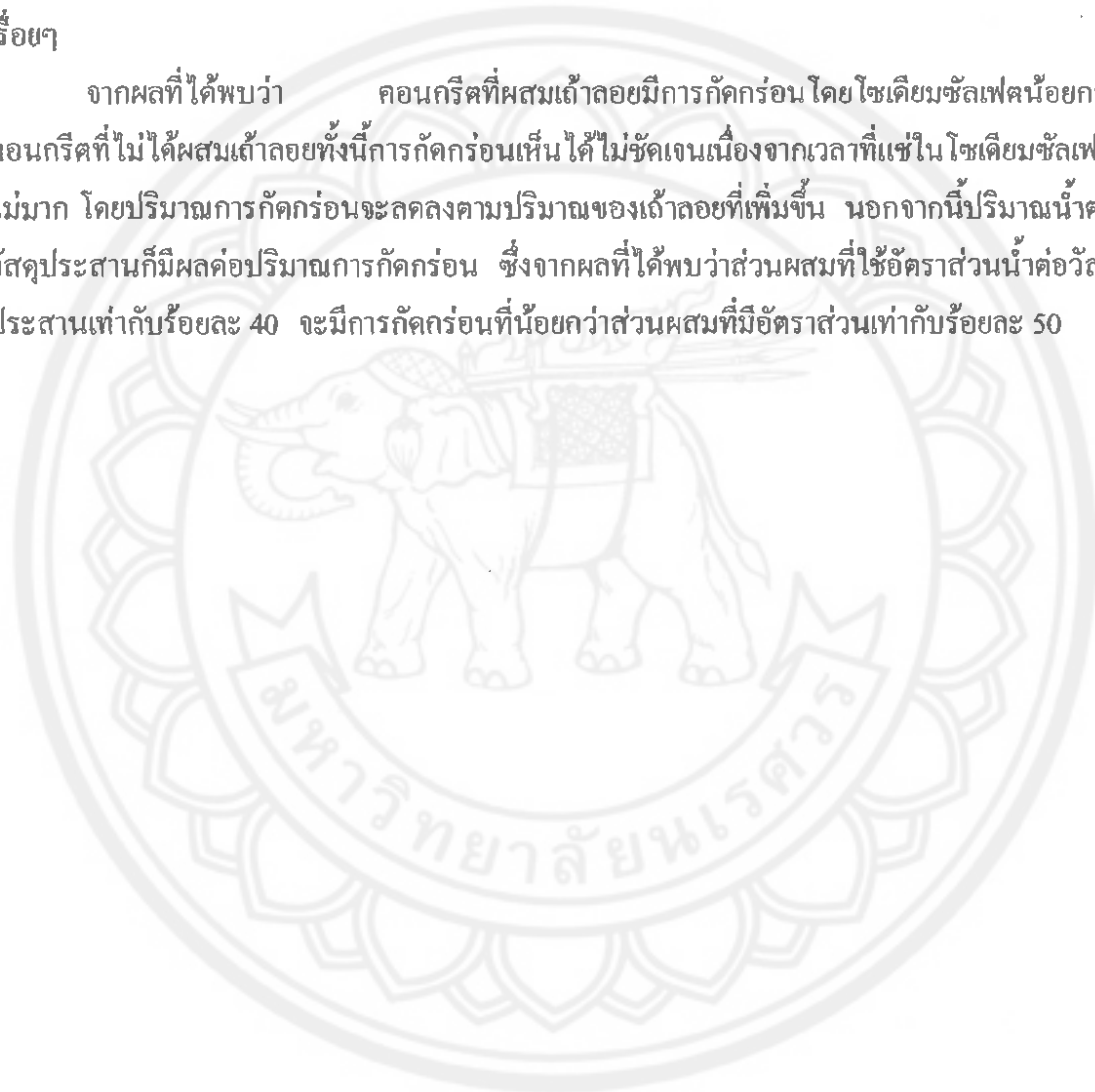 รื่อยๆ
จากผลที่ได้พบว่า คอนกรีตที่ผสมเถ้าลอยมีการกัดกร่อนโดยโซเดียมซัลเฟตน้อยก
อนกรีตที่ไม่ได้ผสมเถ้าลอยทั้งนี้การกัดกร่อนเห็นได้ไม่ชัดเจนเนื่องจากเวลาที่แช่ในโซเดียมซัลเฟ
ม่มาก โดยปริมาณการกัดกร่อนจะลดลงตามปริมาณของเถ้าลอยที่เพิ่มขึ้น นอกจากนี้ปริมาณน้ำต
วัสดุประสานก็มีผลต่อปริมาณการกัดกร่อน ซึ่งจากผลที่ได้พบว่าส่วนผสมที่ใช้อัตราส่วนน้ำต่อวัส
ประสานเท่ากับร้อยละ 40 จะมีการกัดกร่อนที่น้อยกว่าส่วนผสมที่มีอัตราส่วนเท่ากับร้อยละ 50
มหาวิทยาลัยนเรศวร